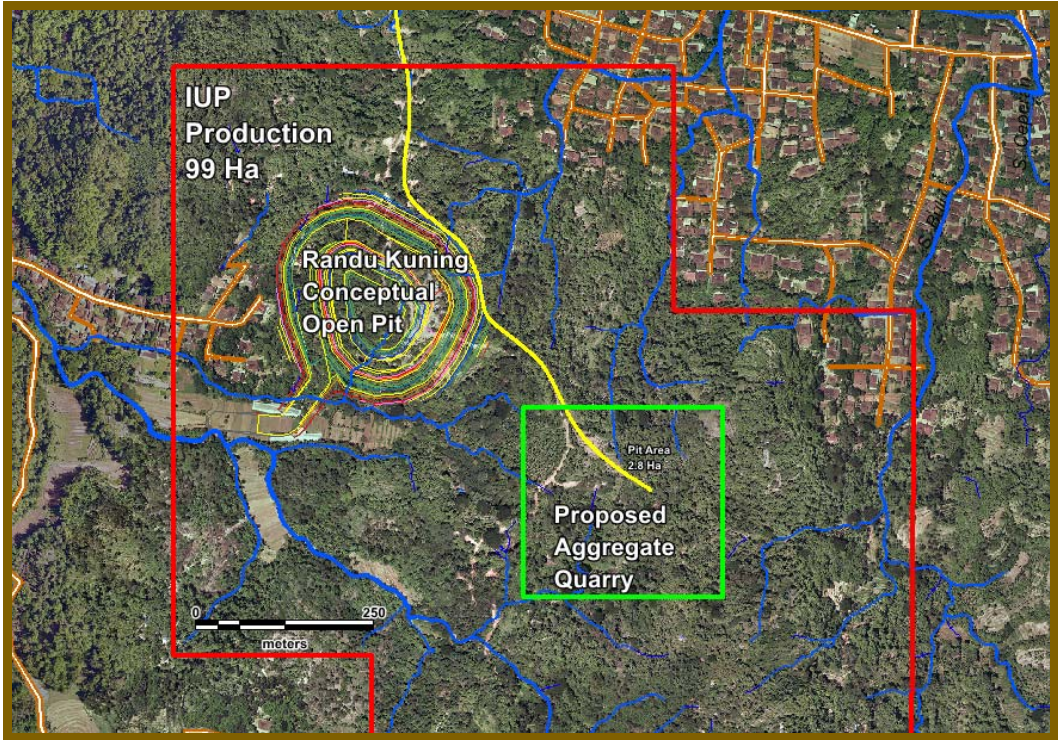 IUP
Production
99 Ha
Randu Kuning
Conceptual
Open Pit
Pit Area
2.8 Ha
Proposed
Aggregate
Quarry
0 250
meters